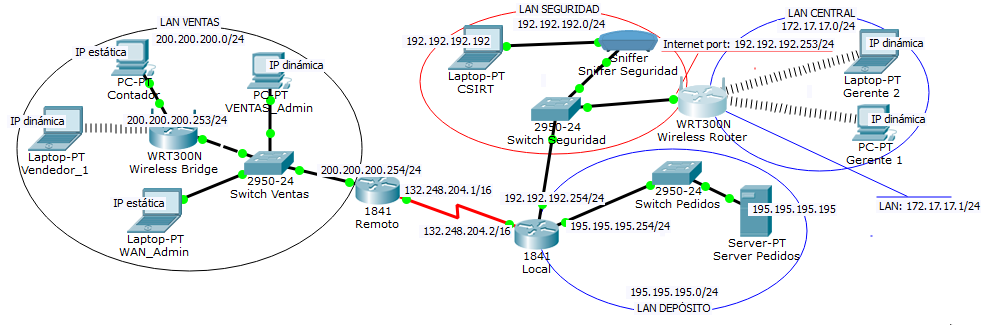 LAN VENTAS
200.200.200.0/24
IP estática
PC-PT
Contador
IP dinámica
PC-PT
VENTAS_Admin
IP dinámica
Laptop-PT
Vendedor_1
200.200.200.253/24
WRT300N
Wireless Bridge
2950-24
Switch Ventas
IP estática
Laptop-PT
WAN_Admin
200.200.200.254/24
1841
Remoto
132.248.204.1/16
132.248.204.2/16
LAN SEGURIDAD
192.192.192.0/24
192.192.192.192
Laptop-PT
CSIRT
Sniffer
Sniffer Seguridad
2950-24
Switch Seguridad
Internet port: 192.192.192.253/24
LAN CENTRAL
172.17.17.0/24
IP dinámica
Laptop-PT
Gerente 2
WRT300N
Wireless Router
IP dinámica
PC-PT
Gerente 1
LAN: 172.17.17.1/24
192.192.192.254/24
1841
Local
195.195.195.254/24
2950-24
Switch Pedidos
195.195.195.195
Server-PT
Server Pedidos
195.195.195.0/24
LAN DEPÓSITO